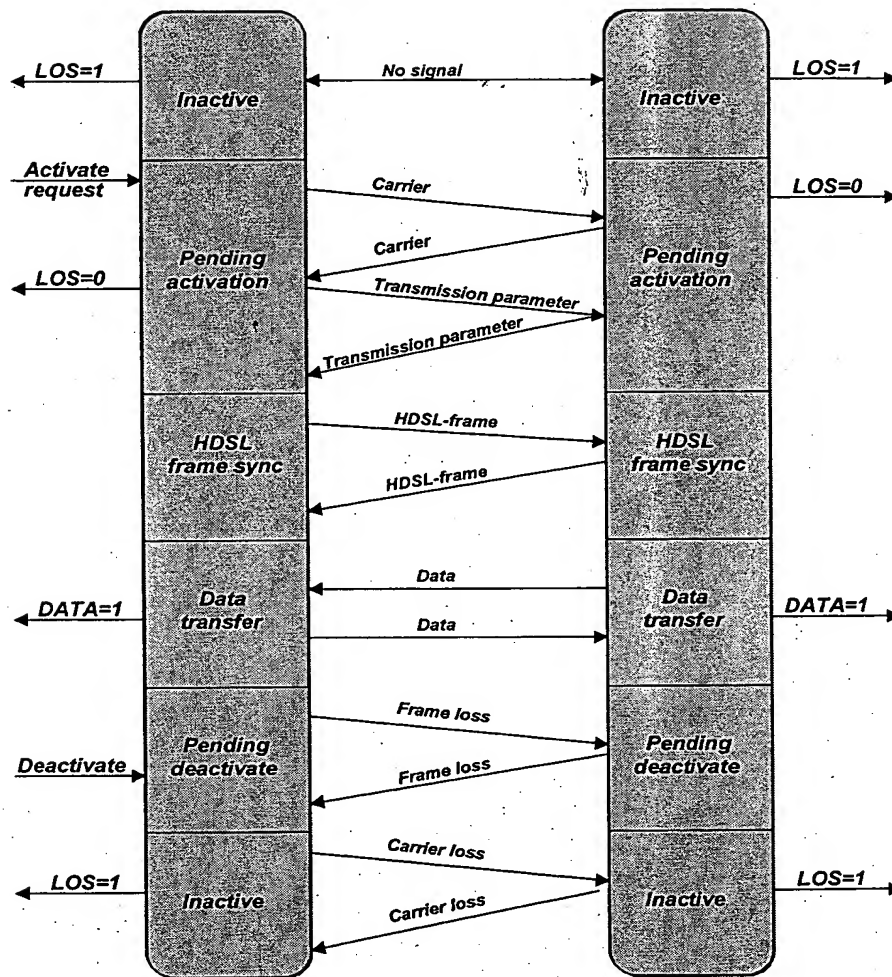 LOS=1
No signal
LOS=1
Inactive
Inactive
Activate
request
Carrier
LOS=0
Carrier
Pending
activation
Pending
activation
LOS=0
Transmission parameter
Transmission parameter
HDSL-frame
HDSL
frame sync
HDSL
frame sync
HDSL-frame
Data
DATA=1
Data
transfer
Data
transfer
DATA=1
Data
Frame loss
Pending
deactivate
Pending
deactivate
Deactivate
Frame loss
Carrier loss
LOS=1
Inactive
Inactive
LOS=1
Carrier loss